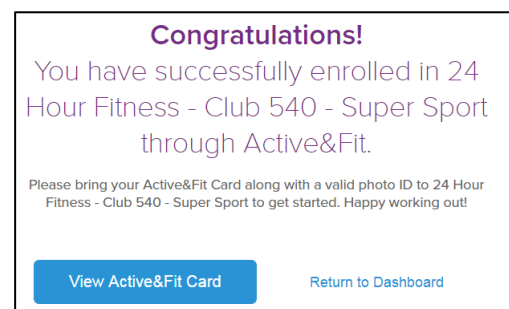 Congratulations!
You have successfully enrolled in 24
Hour Fitness - Club 540 - Super Sport
through Active&Fit.
Please bring your Active&Fit Card along with a valid photo ID to 24 Hour
Fitness - Club 540 - Super Sport to get started. Happy working out!
View Active&Fit Card
Return to Dashboard